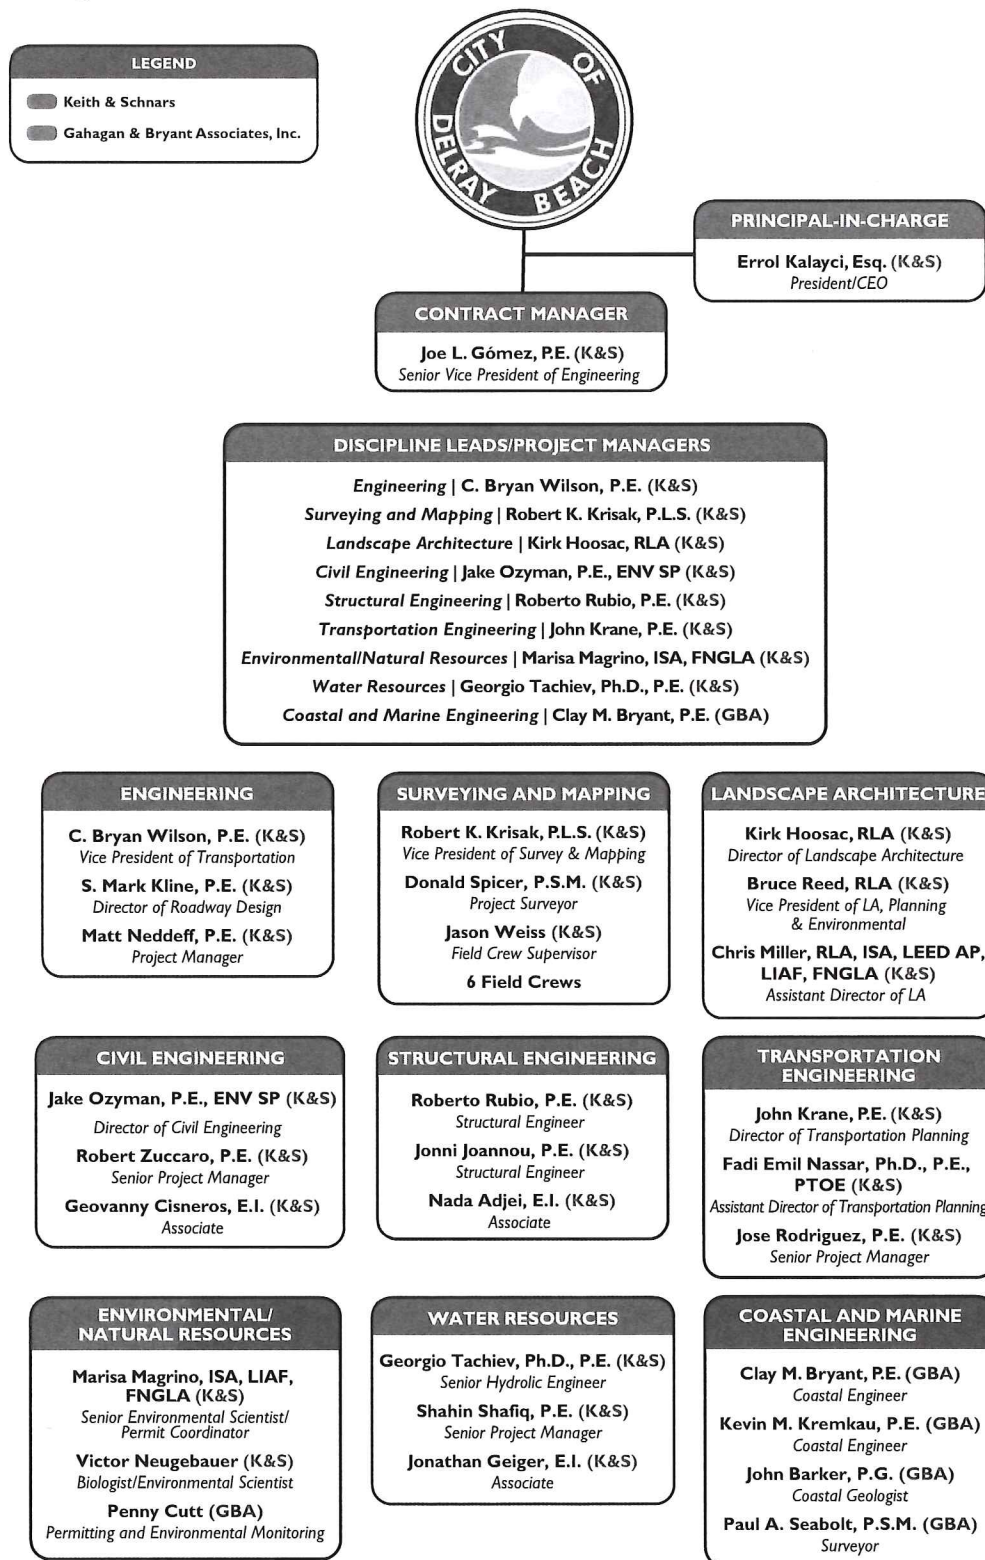 LEGEND
Keith & Schnars
Gahagan & Bryant Associates, Inc.
CITY OF
DELRAY BEACH
PRINCIPAL-IN-CHARGE
Errol Kalayci, Esq. (K&S)
President/CEO
CONTRACT MANAGER
Joe L. Gómez, P.E. (K&S)
Senior Vice President of Engineering
DISCIPLINE LEADS/PROJECT MANAGERS
Engineering | C. Bryan Wilson, P.E. (K&S)
Surveying and Mapping | Robert K. Krisak, P.L.S. (K&S)
Landscape Architecture | Kirk Hoosac, RLA (K&S)
Civil Engineering | Jake Ozyman, P.E., ENV SP (K&S)
Structural Engineering | Roberto Rubio, P.E. (K&S)
Transportation Engineering | John Krane, P.E. (K&S)
Environmental/Natural Resources | Marisa Magrino, ISA, FNGLA (K&S)
Water Resources | Georgio Tachiev, Ph.D., P.E. (K&S)
Coastal and Marine Engineering | Clay M. Bryant, P.E. (GBA)
ENGINEERING
C. Bryan Wilson, P.E. (K&S)
Vice President of Transportation
S. Mark Kline, P.E. (K&S)
Director of Roadway Design
Matt Neddeff, P.E. (K&S)
Project Manager
SURVEYING AND MAPPING
Robert K. Krisak, P.L.S. (K&S)
Vice President of Survey & Mapping
Donald Spicer, P.S.M. (K&S)
Project Surveyor
Jason Weiss (K&S)
Field Crew Supervisor
6 Field Crews
LANDSCAPE ARCHITECTURE
Kirk Hoosac, RLA (K&S)
Director of Landscape Architecture
Bruce Reed, RLA (K&S)
Vice President of LA, Planning
& Environmental
Chris Miller, RLA, ISA, LEED AP,
LIAF, FNGLA (K&S)
Assistant Director of LA
CIVIL ENGINEERING
Jake Ozyman, P.E., ENV SP (K&S)
Director of Civil Engineering
Robert Zuccaro, P.E. (K&S)
Senior Project Manager
Geovanny Cisneros, E.I. (K&S)
Associate
STRUCTURAL ENGINEERING
Roberto Rubio, P.E. (K&S)
Structural Engineer
Jonni Joannou, P.E. (K&S)
Structural Engineer
Nada Adjei, E.I. (K&S)
Associate
TRANSPORTATION
ENGINEERING
John Krane, P.E. (K&S)
Director of Transportation Planning
Fadi Emil Nassar, Ph.D., P.E.,
PTOE (K&S)
Assistant Director of Transportation Planning
Jose Rodriguez, P.E. (K&S)
Senior Project Manager
ENVIRONMENTAL/
NATURAL RESOURCES
Marisa Magrino, ISA, LIAF,
FNGLA (K&S)
Senior Environmental Scientist/
Permit Coordinator
Victor Neugebauer (K&S)
Biologist/Environmental Scientist
Penny Cutt (GBA)
Permitting and Environmental Monitoring
WATER RESOURCES
Georgio Tachiev, Ph.D., P.E. (K&S)
Senior Hydrolic Engineer
Shahin Shafiq, P.E. (K&S)
Senior Project Manager
Jonathan Geiger, E.I. (K&S)
Associate
COASTAL AND MARINE
ENGINEERING
Clay M. Bryant, P.E. (GBA)
Coastal Engineer
Kevin M. Kremkau, P.E. (GBA)
Coastal Engineer
John Barker, P.G. (GBA)
Coastal Geologist
Paul A. Seabolt, P.S.M. (GBA)
Surveyor